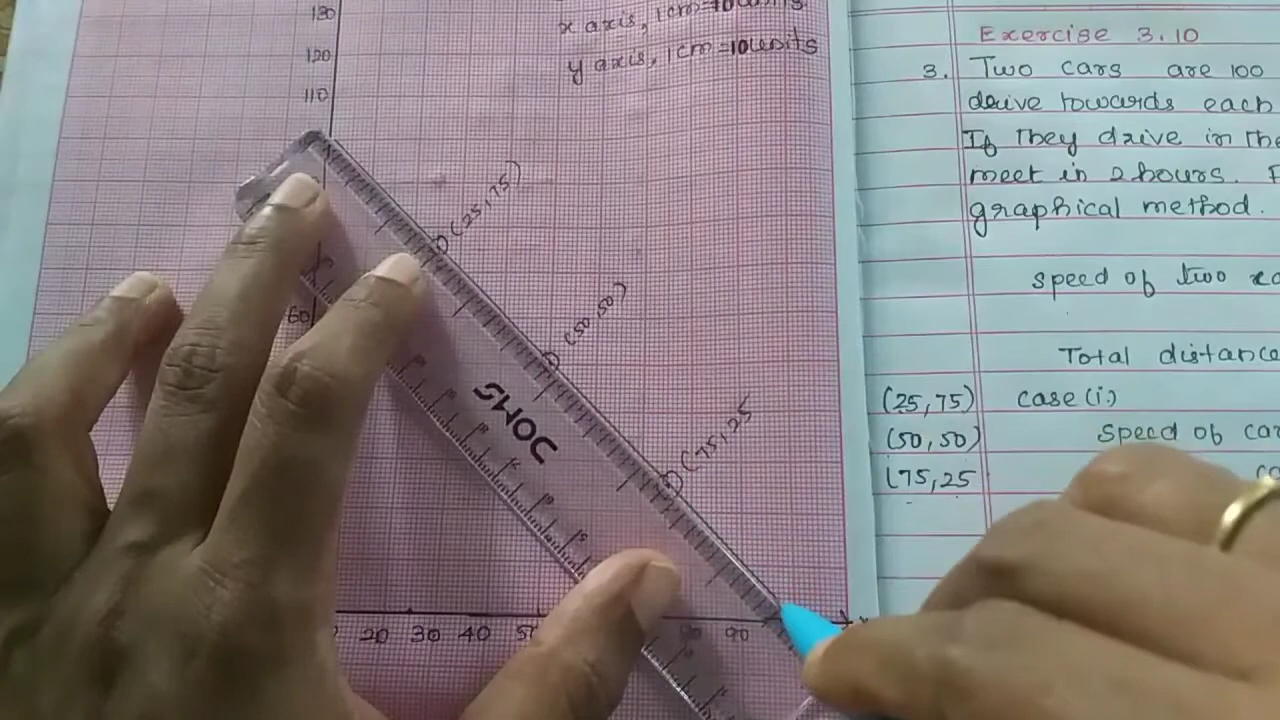 130
x axis, 1cm=10units
120
y axis, 1cm=10units
110
(25,75)
(50,50)
60
(75,25
DOMS
20 30 40 50
80 90
Exercise 3.10
3. Two cars are 100
drive towards each
If They drive in the
meet in 2 hours.
graphical method.
speed of two
Total distance
(25,75) case(i)
(50,50) speed of car
(75,25